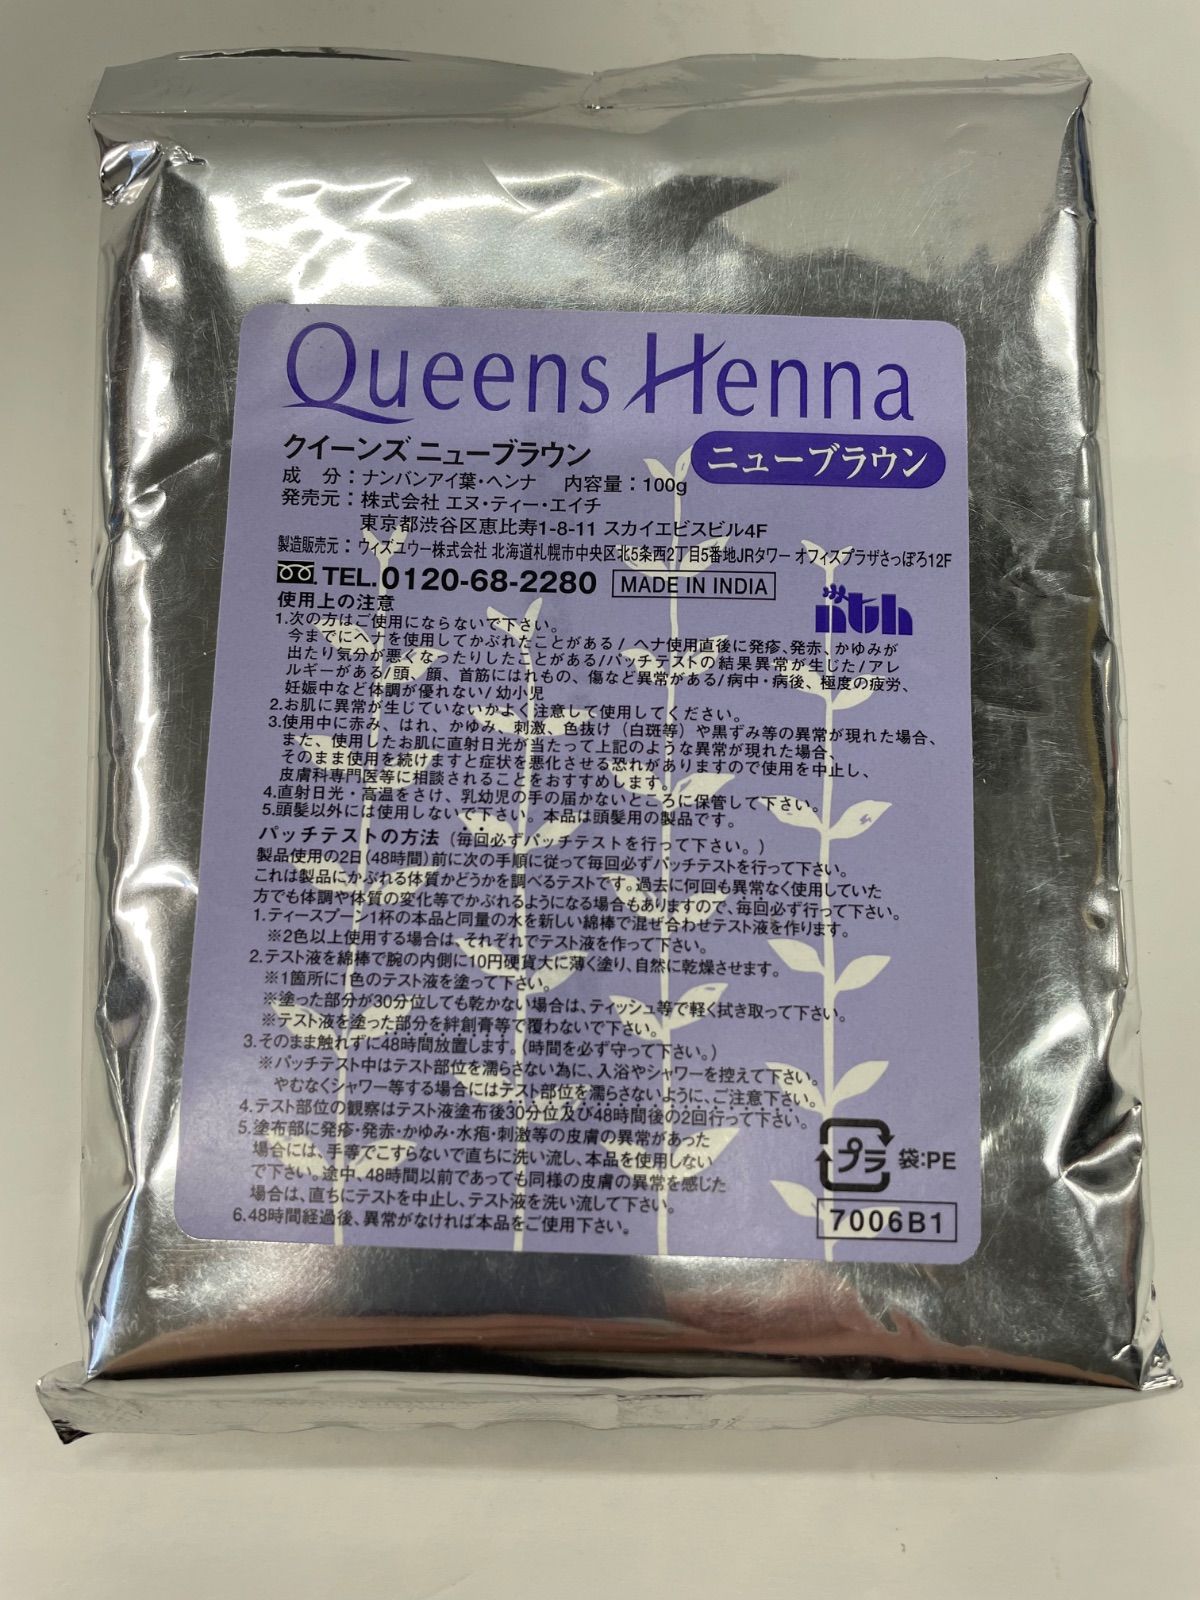 Queens Henna
クイーンズ ニューブラウン
ニューブラウン
成 分：ナンバンアイ葉・ヘンナ 内容量：100g
発売元：株式会社 エヌ・ティー・エイチ
東京都渋谷区恵比寿1-8-11 スカイエビスビル4F
製造販売元：ウィズユウー株式会社 北海道札幌市中央区北5条西2丁目5番地JRタワー オフィスプラザさっぽろ12F
TEL.0120-68-2280 MADE IN INDIA
nth
使用上の注意
1.次の方はご使用にならないで下さい。
今までにヘナを使用してかぶれたことがある/ ヘナ使用直後に発疹、発赤、かゆみが
出たり気分が悪くなったりしたことがある/パッチテストの結果異常が生じた/アレ
ルギーがある/頭、顔、首筋にはれもの、傷など異常がある/病中・病後、極度の疲労、
妊娠中など体調が優れない/ 幼小児
2.お肌に異常が生じていないかよく注意して使用してください。
3.使用中に赤み、はれ、かゆみ、刺激、色抜け（白斑等）や黒ずみ等の異常が現れた場合、
また、使用したお肌に直射日光が当たって上記のような異常が現れた場合、
そのまま使用を続けますと症状を悪化させる恐れがありますので使用を中止し、
皮膚科専門医等に相談されることをおすすめします。
4.直射日光・高温をさけ、乳幼児の手の届かないところに保管して下さい。
5.頭髪以外には使用しないで下さい。本品は頭髪用の製品です。
パッチテストの方法（毎回必ずパッチテストを行って下さい。）
製品使用の2日(48時間)前に次の手順に従って毎回必ずパッチテストを行って下さい。
これは製品にかぶれる体質かどうかを調べるテストです。過去に何回も異常なく使用していた
方でも体調や体質の変化等でかぶれるようになる場合もありますので、毎回必ず行って下さい。
1.ティースプーン1杯の本品と同量の水を新しい綿棒で混ぜ合わせテスト液を作ります。
※2色以上使用する場合は、それぞれでテスト液を作って下さい。
2.テスト液を綿棒で腕の内側に10円硬貨大に薄く塗り、自然に乾燥させます。
※1箇所に1色のテスト液を塗って下さい。
※塗った部分が30分位しても乾かない場合は、ティッシュ等で軽く拭き取って下さい。
※テスト液を塗った部分を絆創膏等で覆わないで下さい。
3.そのまま触れずに48時間放置します。(時間を必ず守って下さい。)
※パッチテスト中はテスト部位を濡らさない為に、入浴やシャワーを控えて下さい。
やむなくシャワー等する場合にはテスト部位を濡らさないように、ご注意下さい。
4.テスト部位の観察はテスト液塗布後30分位及び48時間後の2回行って下さい。
5.塗布部に発疹・発赤・かゆみ・水疱・刺激等の皮膚の異常があった
場合には、手等でこすらないで直ちに洗い流し、本品を使用しない
で下さい。途中、48時間以前であっても同様の皮膚の異常を感じた
場合は、直ちにテストを中止し、テスト液を洗い流して下さい。
6.48時間経過後、異常がなければ本品をご使用下さい。
プラ 袋:PE
7006B1